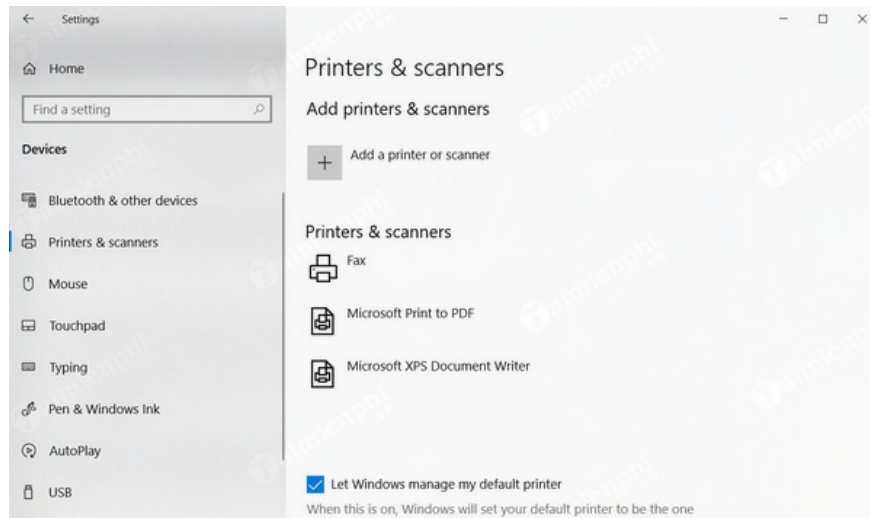 Settings
Home
Find a setting
Devices
Bluetooth & other devices
Printers & scanners
Mouse
Touchpad
Typing
Pen & Windows Ink
AutoPlay
USB
Printers & scanners
Add printers & scanners
Add a printer or scanner
Printers & scanners
Fax
Microsoft Print to PDF
Microsoft XPS Document Writer
Let Windows manage my default printer
When this is on, Windows will set your default printer to be the one
Taimienphi